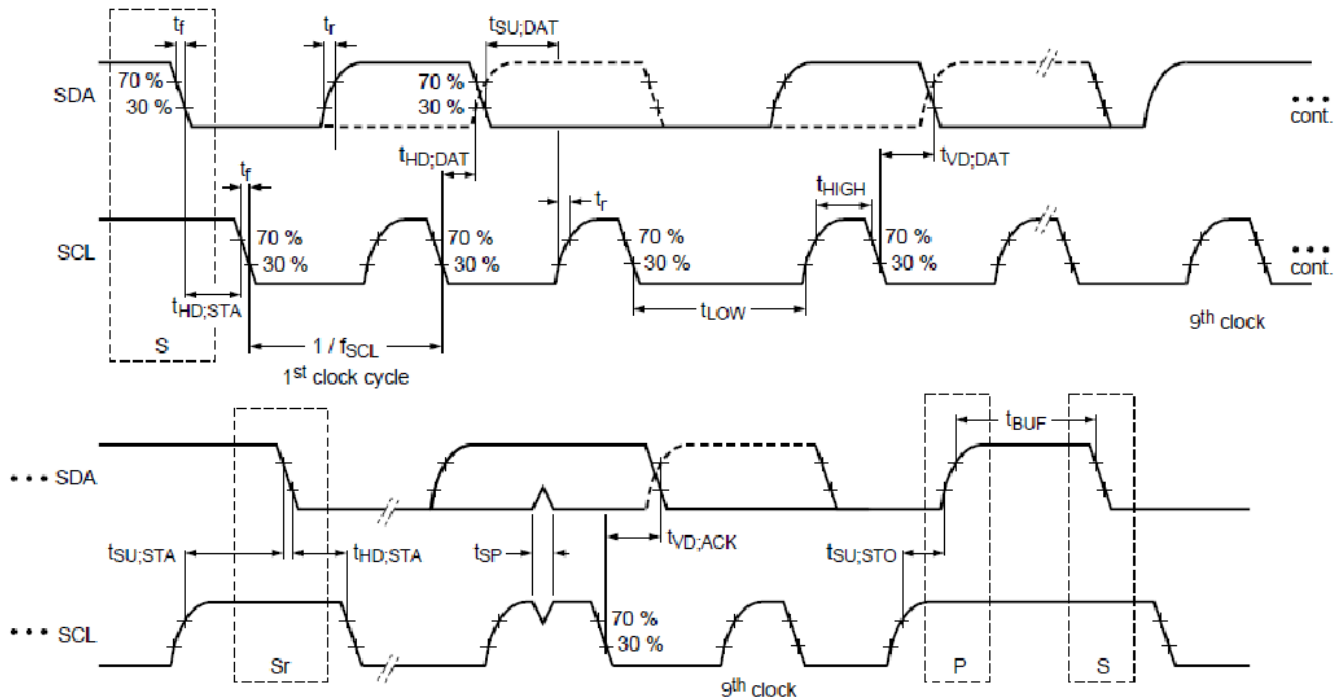 tf tr tSU;DAT
70 % 70 %
SDA 30 % 30 % cont.
tHD;DAT tVD;DAT
tf tr tHIGH
70 % 70 % 70 % 70 %
SCL 30 % 30 % 30 % 30 % cont.
tHD;STA tLOW 9th clock
S 1 / fSCL
1st clock cycle
tBUF
SDA
tSU;STA tHD;STA tSP tVD;ACK tSU;STO
70 %
SCL 30 %
Sr P S
9th clock